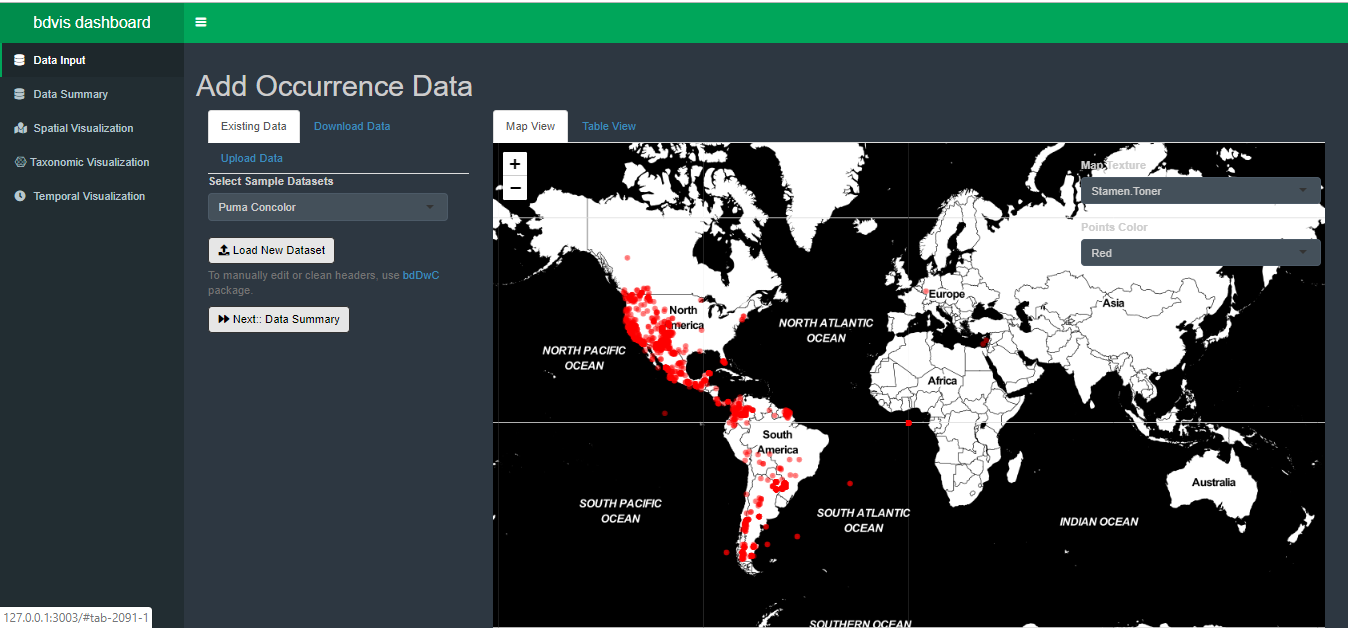 bdvis dashboard
Data Input
Data Summary
Spatial Visualization
Taxonomic Visualization
Temporal Visualization
Add Occurrence Data
Existing Data
Download Data
Upload Data
Select Sample Datasets
Puma Concolor
Load New Dataset
To manually edit or clean headers, use bdDwC
package.
Next:: Data Summary
Map View
Table View
+
−
Map Texture
Stamen.Toner
Points Color
Red
North
America
NORTH ATLANTIC
OCEAN
Europe
Asia
NORTH PACIFIC
OCEAN
Africa
South
America
SOUTH PACIFIC
OCEAN
SOUTH ATLANTIC
OCEAN
INDIAN OCEAN
Australia
SOUTHERN OCEAN
127.0.0.1:3003/#tab-2091-1